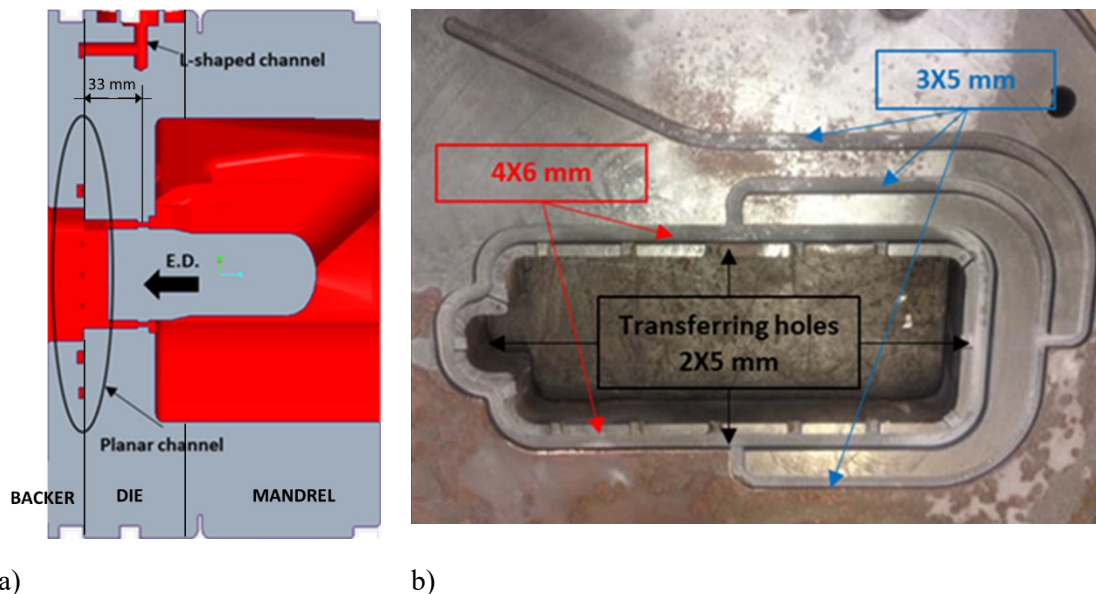 L-shaped channel
33 mm
E.D.
Planar channel
BACKER
DIE
MANDREL
a)
3X5 mm
4X6 mm
Transferring holes
2X5 mm
b)